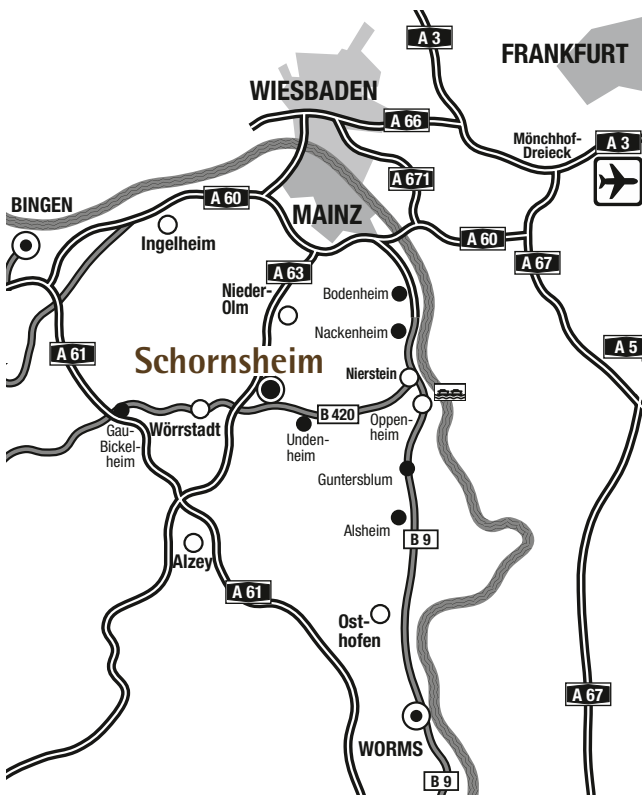 A 3
FRANKFURT
WIESBADEN
A 66
Mönchhof-
Dreieck
A 3
A 671
BINGEN
A 60
MAINZ
Ingelheim
A 60
A 63
A 67
Nieder-
Olm
Bodenheim
Nackenheim
A 61
A 5
Schornsheim
Nierstein
B 420
Oppen-
heim
Gau-
Bickel-
heim
Wörrstadt
Unden-
heim
Guntersblum
Alsheim
B 9
Alzey
A 61
Ost-
hofen
A 67
WORMS
B 9